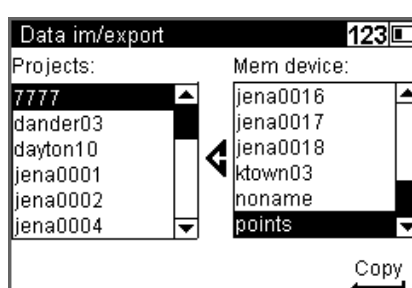 Data im/export
123
Projects:
7777
dander03
dayton10
jena0001
jena0002
jena0004
Mem device:
jena0016
jena0017
jena0018
ktown03
noname
points
Copy